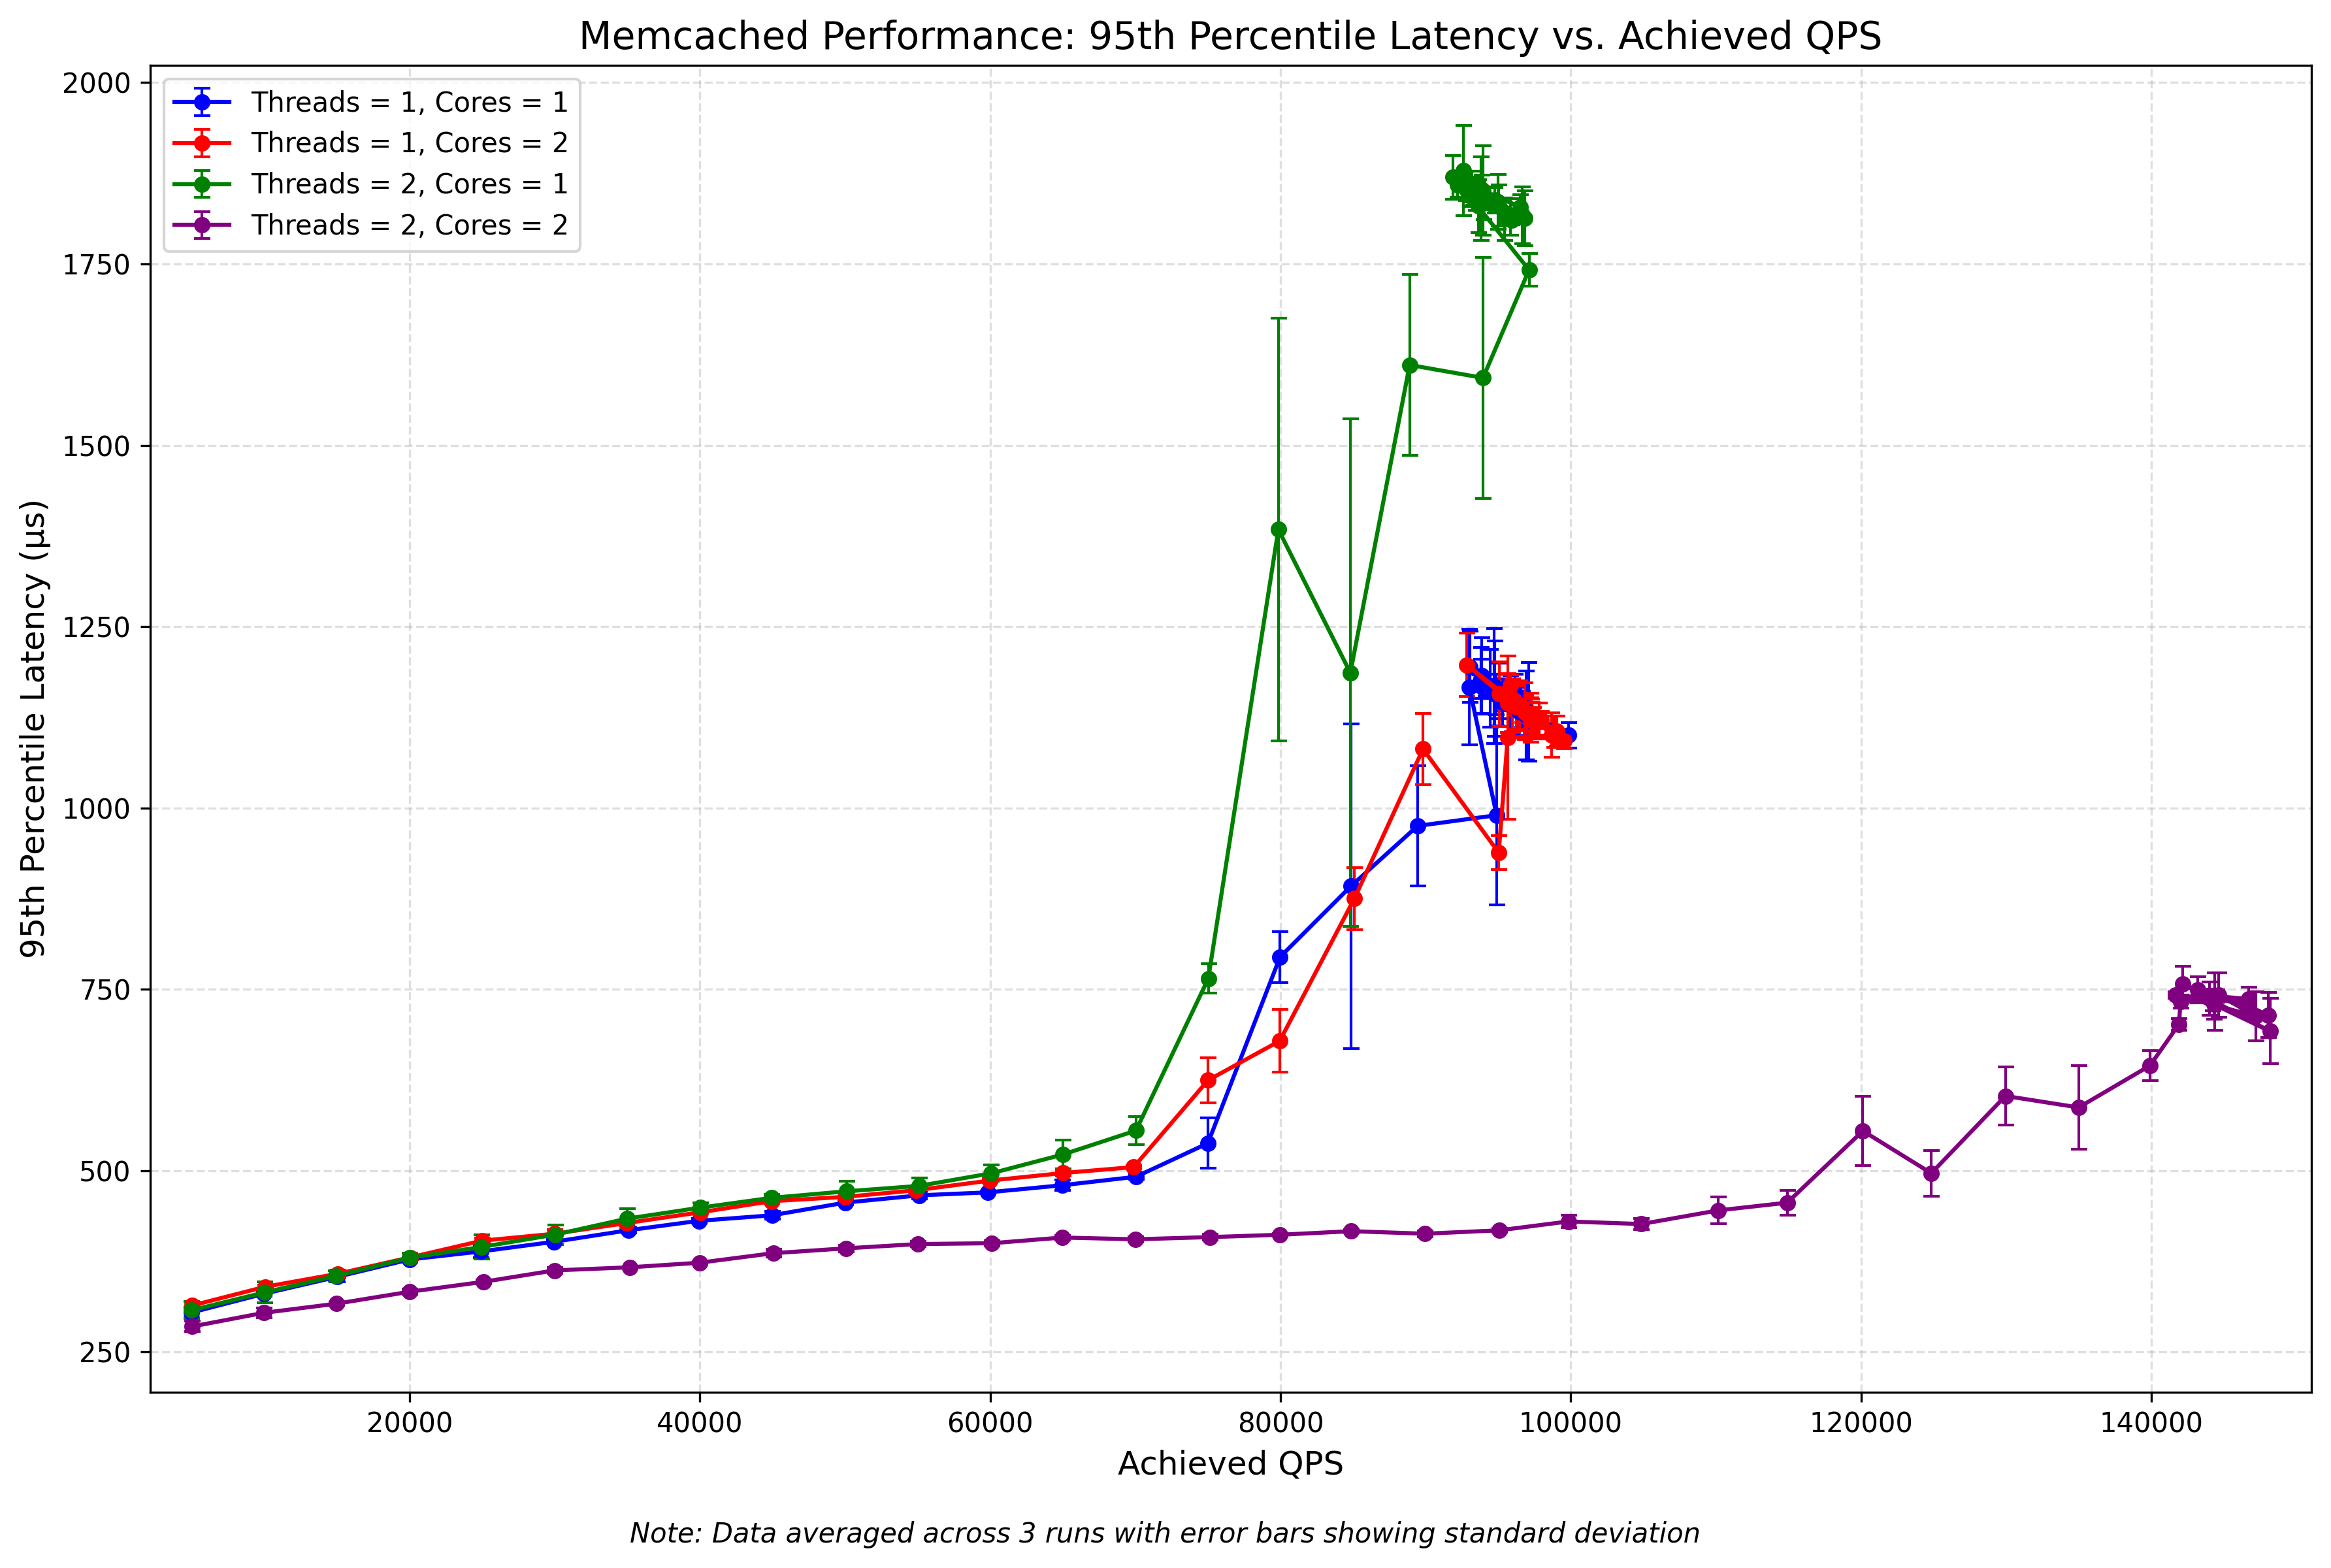 Memcached Performance: 95th Percentile Latency vs. Achieved QPS
Threads = 1, Cores = 1
Threads = 1, Cores = 2
Threads = 2, Cores = 1
Threads = 2, Cores = 2
95th Percentile Latency (µs)
2000
1750
1500
1250
1000
750
500
250
20000 40000 60000 80000 100000 120000 140000
Achieved QPS
Note: Data averaged across 3 runs with error bars showing standard deviation